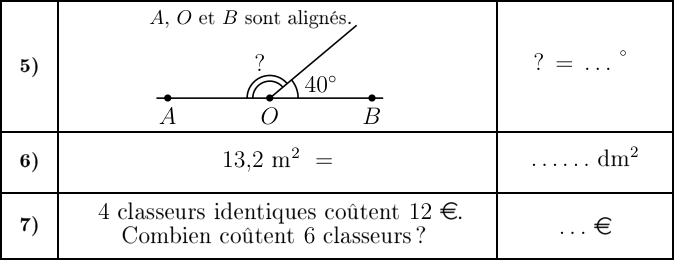 A, O et B sont alignés.
5)
?
40°
A O B
? = ... °
6) 13,2 m² = ...... dm²
7) 4 classeurs identiques coûtent 12 €.
Combien coûtent 6 classeurs ?
... €